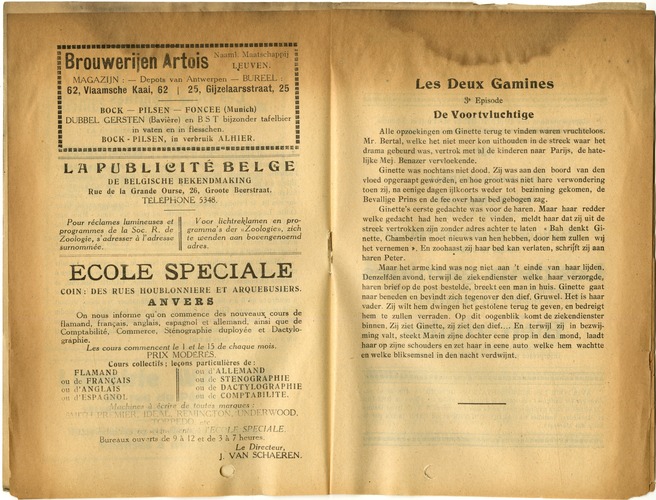 Brouwerijen Artois Naaml. Maatschappij
LEUVEN.
MAGAZIJN : — Depots van Antwerpen — BUREEL :
62, Vlaamsche Kaai, 62 | 25, Gijzelaarsstraat, 25
BOCK — PILSEN — FONCEE (Munich)
DUBBEL GERSTEN (Bavière) en B S T bijzonder tafelbier
in vaten en in flesschen.
BOCK - PILSEN, in verbruik ALHIER.
LA PUBLICITÉ BELGE
DE BELGISCHE BEKENDMAKING
Rue de la Grande Ourse, 26, Groote Beerstraat.
TELEPHONE 5348.
Pour réclames lumineuses et
programmes de la Soc. R. de
Zoologie, s'adresser à l'adresse
surnommée.
Voor lichtreklamen en pro-
gramma's der «Zoologie», zich
te wenden aan bovengenoemd
adres.
ECOLE SPECIALE
COIN : DES RUES HOUBLONNIERE ET ARQUEBUSIERS.
ANVERS
On nous informe qu'on commence des nouveaux cours de
flamand, français, anglais, espagnol et allemand, ainsi que de
Comptabilité, Commerce, Sténographie duployée et Dactylo-
graphie.
Les cours commencent le 1 et le 15 de chaque mois.
PRIX MODERES.
Cours collectifs ; leçons particulières de :
FLAMAND
ou de FRANÇAIS
ou d'ANGLAIS
ou d'ESPAGNOL
ou d'ALLEMAND
ou de STENOGRAPHIE
ou de DACTYLOGRAPHIE
ou de COMPTABILITE.
Machines à écrire de toutes marques :
PREMIER, IDEAL, REMINGTON, UNDERWOOD,
TORPEDO, etc.
l'ECOLE SPECIALE.
Bureaux ouverts de 9 à 12 et de 3 à 7 heures.
Le Directeur,
J. VAN SCHAEREN.
Les Deux Gamines
3e Episode
De Voortvluchtige
Alle opzoekingen om Ginette terug te vinden waren vruchteloos.
Mr. Bertal, welke het niet meer kon uithouden in de streek waar het
drama gebeurd was, vertrok met al de kinderen naar Parijs, de hate-
lijke Mej. Benazer vervloekende.
Ginette was nochtans niet dood. Zij was aan den boord van den
vloed opgeraapt geworden, en hoe groot was niet hare verwondering
toen zij, na eenige dagen ijlkoorts weder tot bezinning gekomen, de
Bevallige Prins en de fee over haar bed gebogen zag.
Ginette's eerste gedachte was voor de haren. Maar haar redder
welke gedacht had hen weder te vinden, meldt haar dat zij uit de
streek vertrokken zijn zonder adres achter te laten « Bah denkt Gi-
nette, Chambertin moet nieuws van hen hebben, door hem zullen wij
het vernemen ». En zoohaast zij haar bed kan verlaten, schrijft zij aan
haren Peter.
Maar het arme kind was nog niet aan 't einde van haar lijden.
Denzelfden avond, terwijl de ziekendienster welke haar verzorgde,
haren brief op de post bestelde, breekt een man in huis. Ginette gaat
naar beneden en bevindt zich tegenover den dief, Gruwel. Het is haar
vader. Zij wilt hem dwingen het gestolene terug te geven, en bedreigt
hem te zullen verraden. Op dit oogenblik komt de ziekendienster
binnen. Zij ziet Ginette, zij ziet den dief.... En terwijl zij in bezwij-
ming valt, steekt Manin zijne dochter eene prop in den mond, laadt
haar op zijne schouders en zet haar in eene auto welke hem wachtte
en welke bliksemsnel in den nacht verdwijnt.